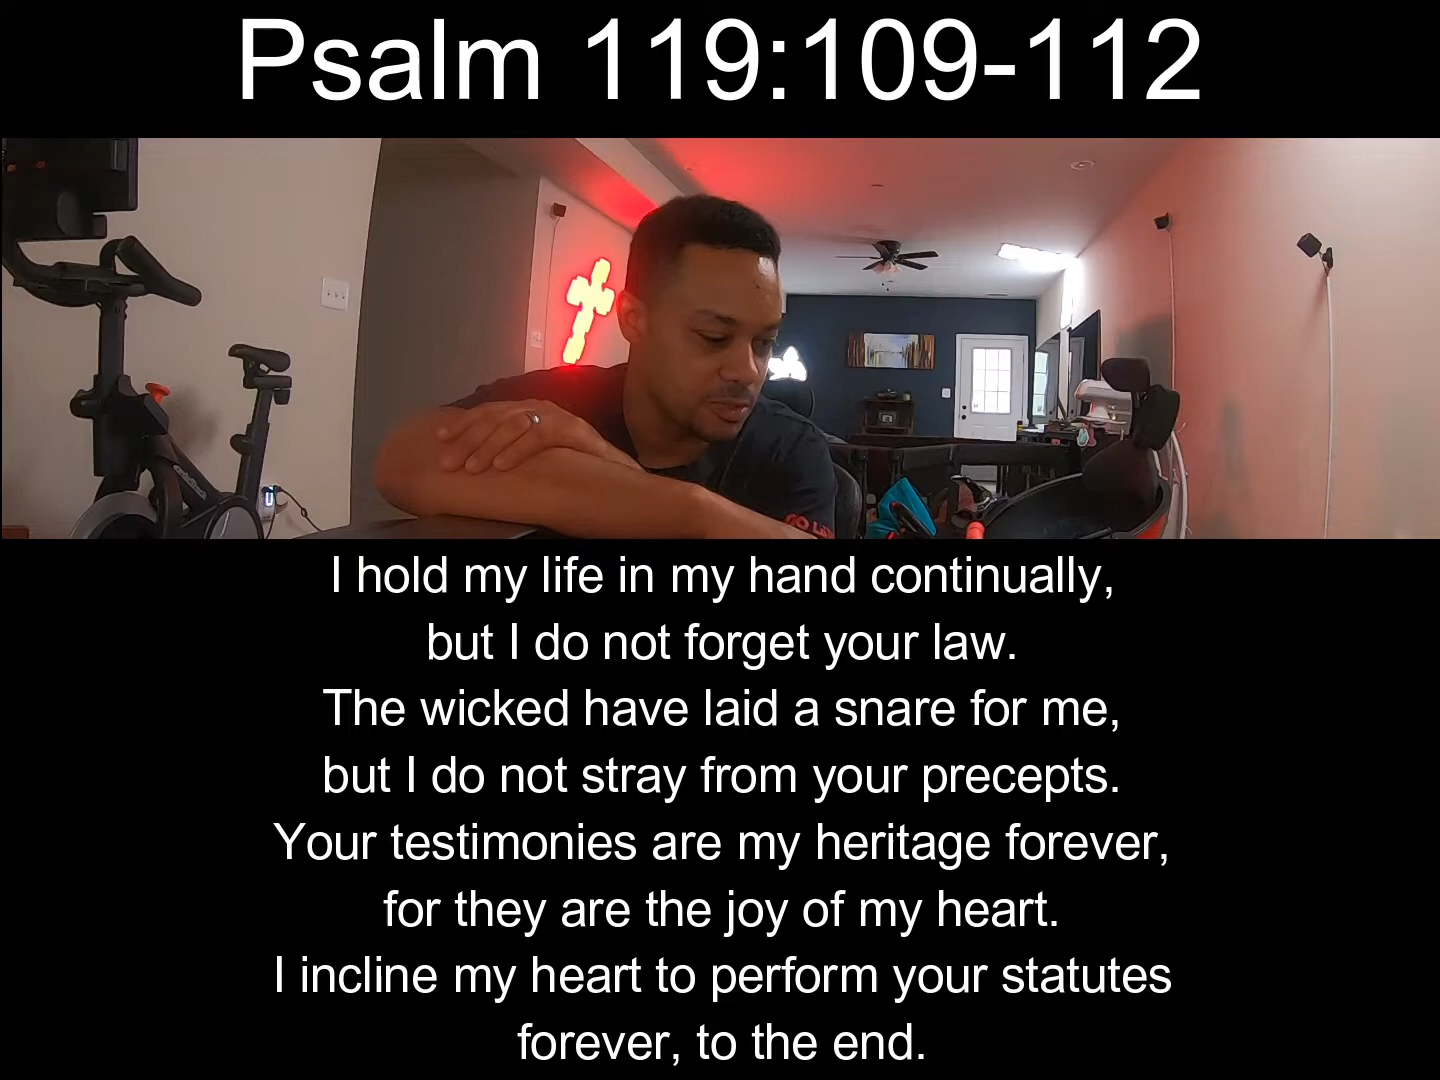 Psalm 119:109-112
I hold my life in my hand continually,
but I do not forget your law.
The wicked have laid a snare for me,
but I do not stray from your precepts.
Your testimonies are my heritage forever,
for they are the joy of my heart.
I incline my heart to perform your statutes
forever, to the end.